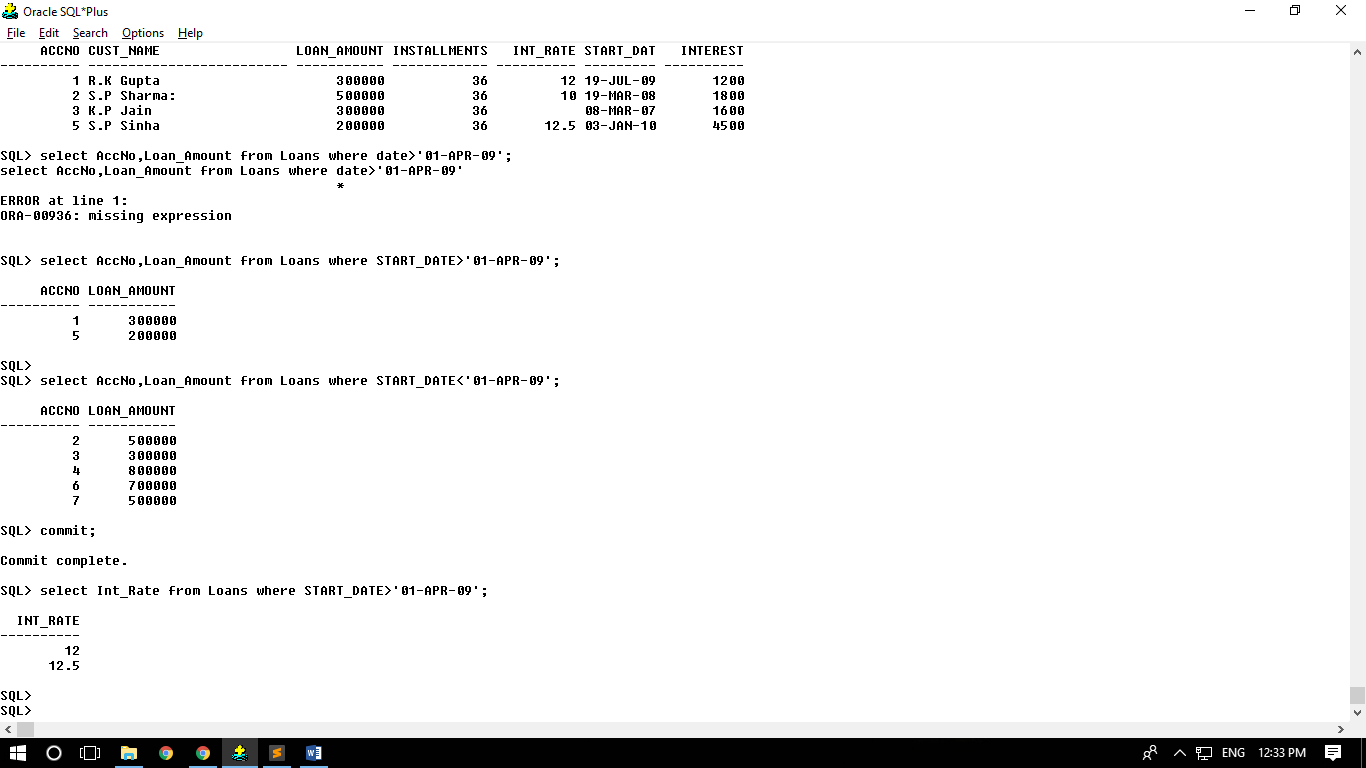 Oracle SQL*Plus
File Edit Search Options Help
     ACCNO CUST_NAME                 LOAN_AMOUNT INSTALLMENTS   INT_RATE START_DAT   INTEREST
---------- ------------------------- ----------- ------------ ---------- --------- ----------
         1 R.K Gupta                      300000           36         12 19-JUL-09       1200
         2 S.P Sharma:                    500000           36         10 19-MAR-08       1800
         3 K.P Jain                       300000           36            08-MAR-07       1600
         5 S.P Sinha                      200000           36       12.5 03-JAN-10       4500
SQL> select AccNo,Loan_Amount from Loans where date>'01-APR-09';
select AccNo,Loan_Amount from Loans where date>'01-APR-09'
                                          *
ERROR at line 1:
ORA-00936: missing expression
SQL> select AccNo,Loan_Amount from Loans where START_DATE>'01-APR-09';
     ACCNO LOAN_AMOUNT
---------- -----------
         1      300000
         5      200000
SQL>
SQL> select AccNo,Loan_Amount from Loans where START_DATE<'01-APR-09';
     ACCNO LOAN_AMOUNT
---------- -----------
         2      500000
         3      300000
         4      800000
         6      700000
         7      500000
SQL> commit;
Commit complete.
SQL> select Int_Rate from Loans where START_DATE>'01-APR-09';
  INT_RATE
----------
        12
      12.5
SQL>
SQL>
ENG 12:33 PM